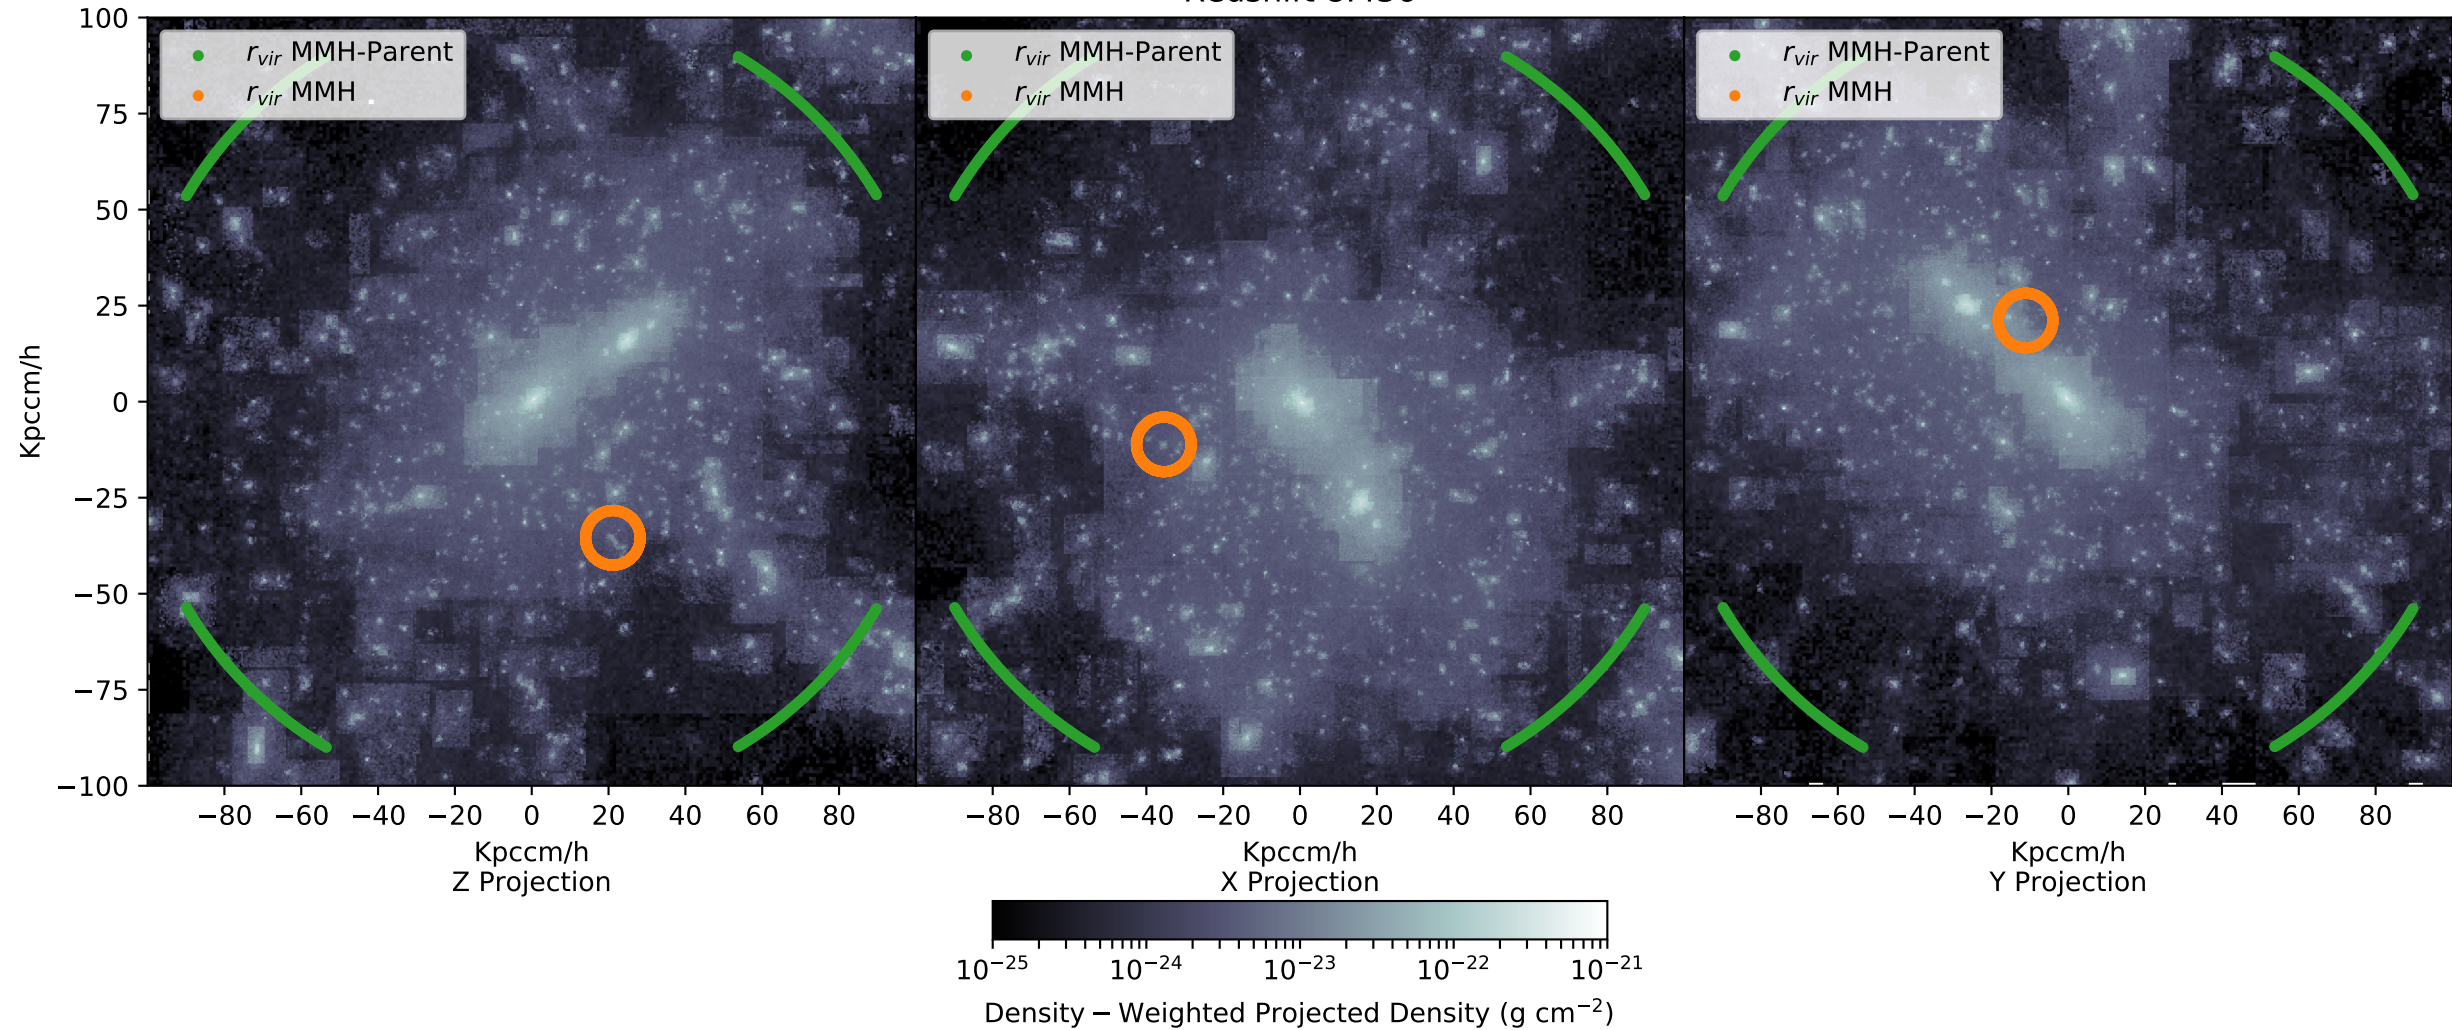 100
75
50
25
0
−25
−50
−75
−100
Kpccm/h
r_vir MMH-Parent
r_vir MMH
r_vir MMH-Parent
r_vir MMH
r_vir MMH-Parent
r_vir MMH
−80 −60 −40 −20 0 20 40 60 80
−80 −60 −40 −20 0 20 40 60 80
−80 −60 −40 −20 0 20 40 60 80
Kpccm/h
Z Projection
Kpccm/h
X Projection
Kpccm/h
Y Projection
10⁻²⁵ 10⁻²⁴ 10⁻²³ 10⁻²² 10⁻²¹
Density − Weighted Projected Density (g cm⁻²)